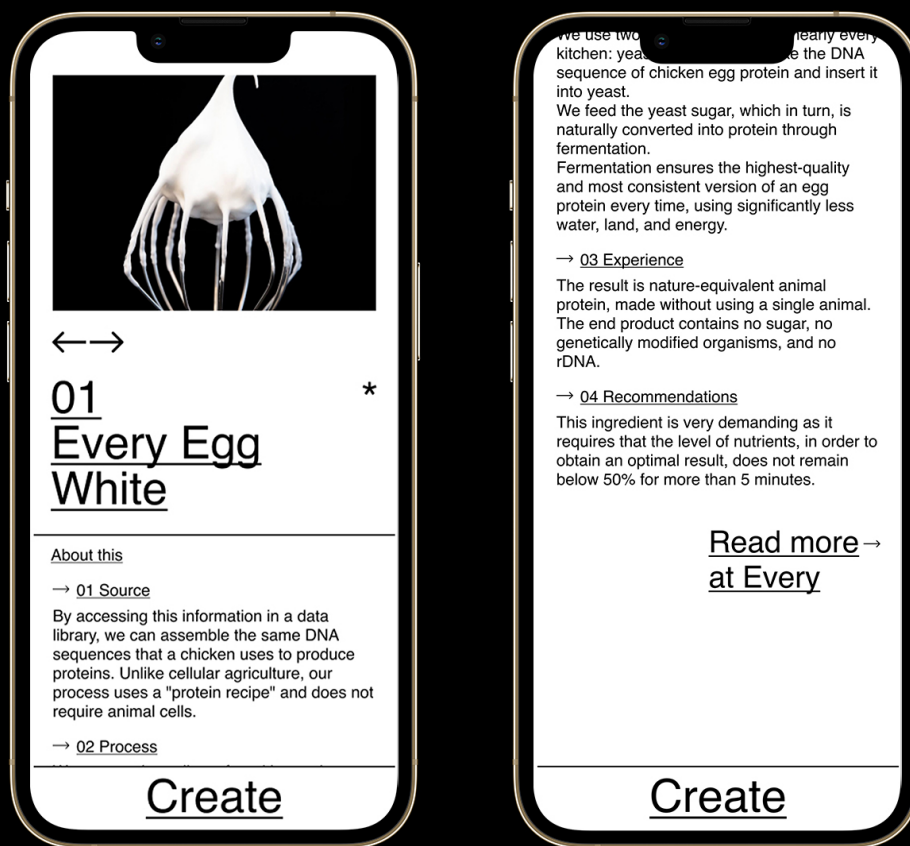 01 *
Every Egg
White
About this
→ 01 Source
By accessing this information in a data
library, we can assemble the same DNA
sequences that a chicken uses to produce
proteins. Unlike cellular agriculture, our
process uses a "protein recipe" and does not
require animal cells.
→ 02 Process
Create
We use two nearly every
kitchen: yeas the DNA
sequence of chicken egg protein and insert it
into yeast.
We feed the yeast sugar, which in turn, is
naturally converted into protein through
fermentation.
Fermentation ensures the highest-quality
and most consistent version of an egg
protein every time, using significantly less
water, land, and energy.
→ 03 Experience
The result is nature-equivalent animal
protein, made without using a single animal.
The end product contains no sugar, no
genetically modified organisms, and no
rDNA.
→ 04 Recommendations
This ingredient is very demanding as it
requires that the level of nutrients, in order to
obtain an optimal result, does not remain
below 50% for more than 5 minutes.
Read more →
at Every
Create